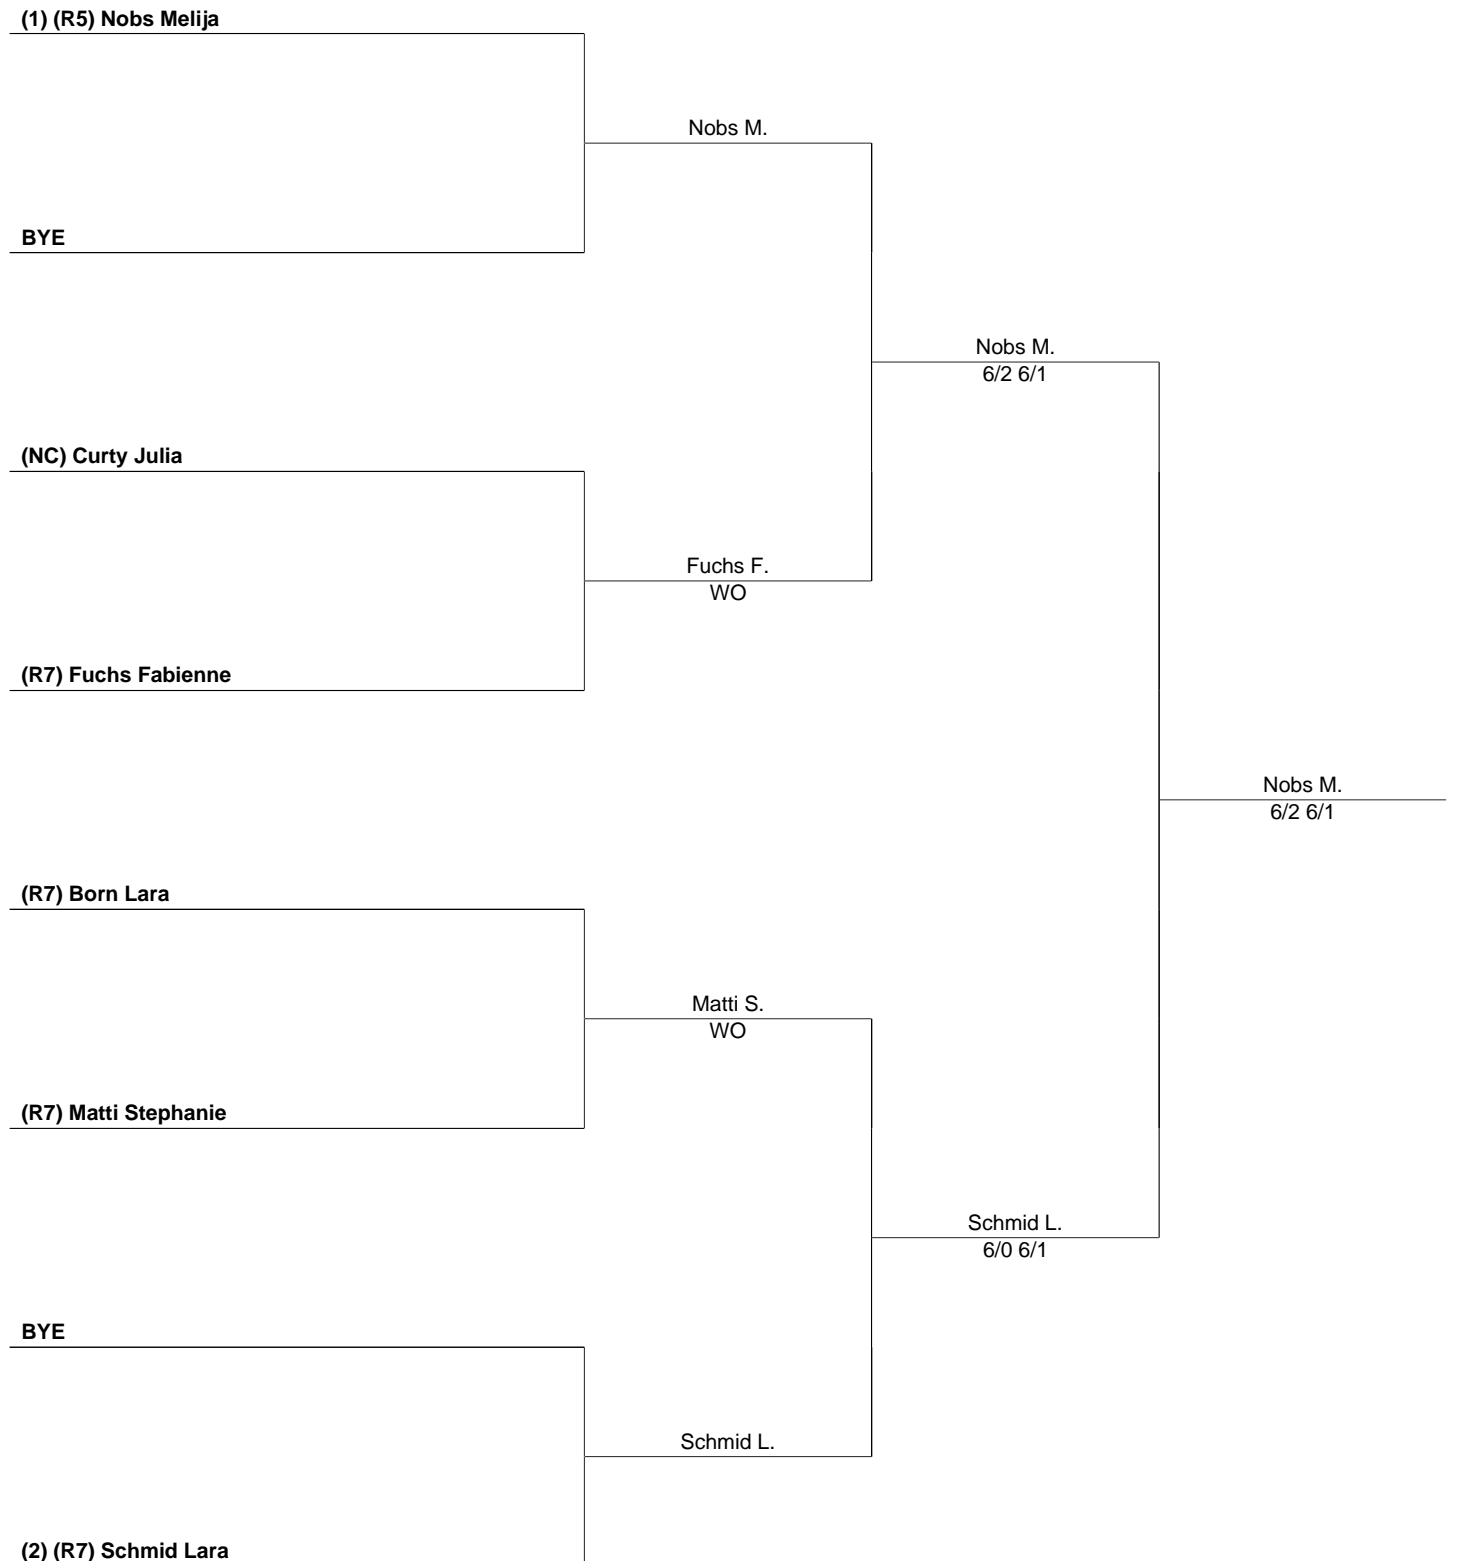 (1) (R5) Nobs Melija
Nobs M.
BYE
Nobs M.
6/2 6/1
(NC) Curty Julia
Fuchs F.
WO
(R7) Fuchs Fabienne
Nobs M.
6/2 6/1
(R7) Born Lara
Matti S.
WO
(R7) Matti Stephanie
Schmid L.
6/0 6/1
BYE
Schmid L.
(2) (R7) Schmid Lara